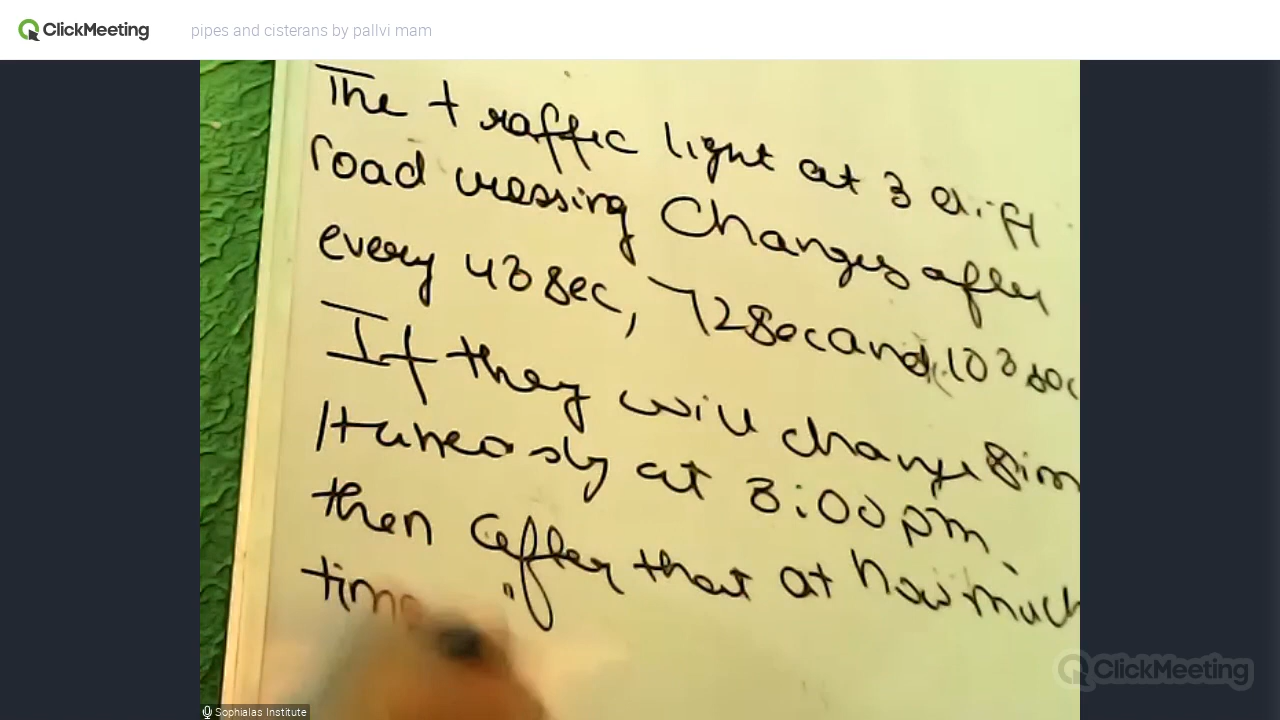 ClickMeeting pipes and cisterans by pallvi mam
The traffic light at 3 diff
road crossing Changes after
every 48 sec, 72 sec and 108 sec
If they will change Sim
ltaneosly at 8:00 pm
then after that at how much
time
ClickMeeting
Sophialas Institute